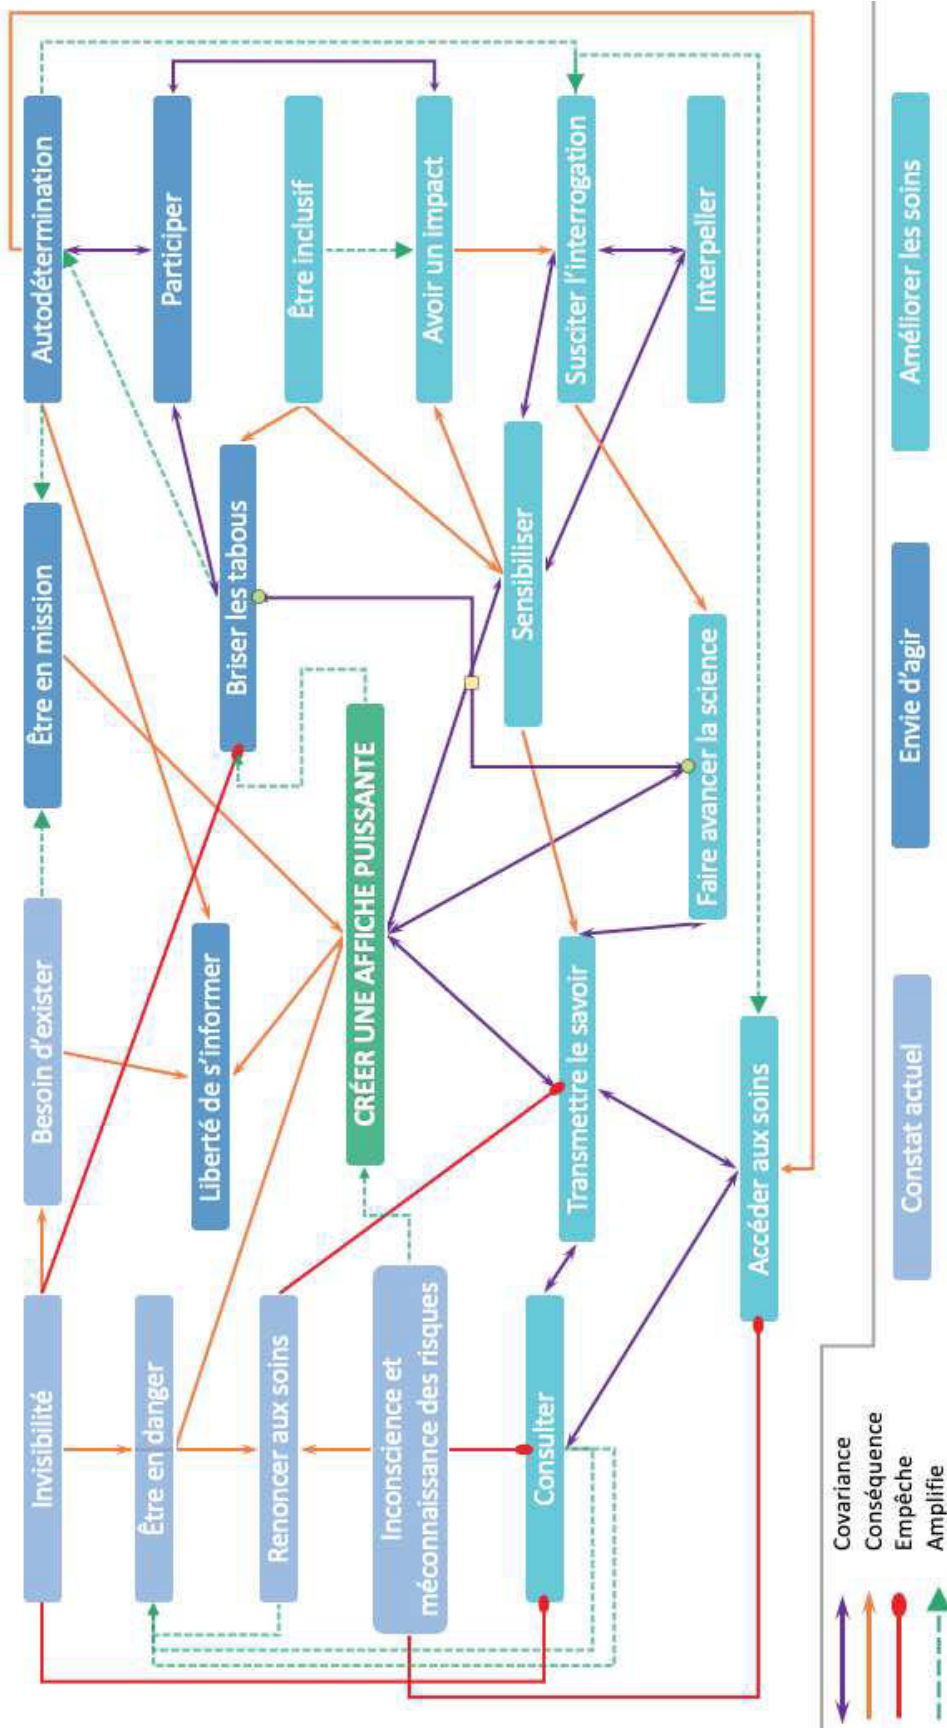 Invisibilité
Besoin d'exister
Être en mission
Autodétermination
Être en danger
Participer
Liberté de s'informer
Briser les tabous
Renoncer aux soins
Être inclusif
Inconscience et
méconnaissance des risques
CRÉER UNE AFFICHE PUISSANTE
Avoir un impact
Sensibiliser
Consulter
Transmettre le savoir
Susciter l'interrogation
Faire avancer la science
Interpeller
Accéder aux soins
Covariance
Conséquence
Empêche
Amplifie
Constat actuel
Envie d'agir
Améliorer les soins